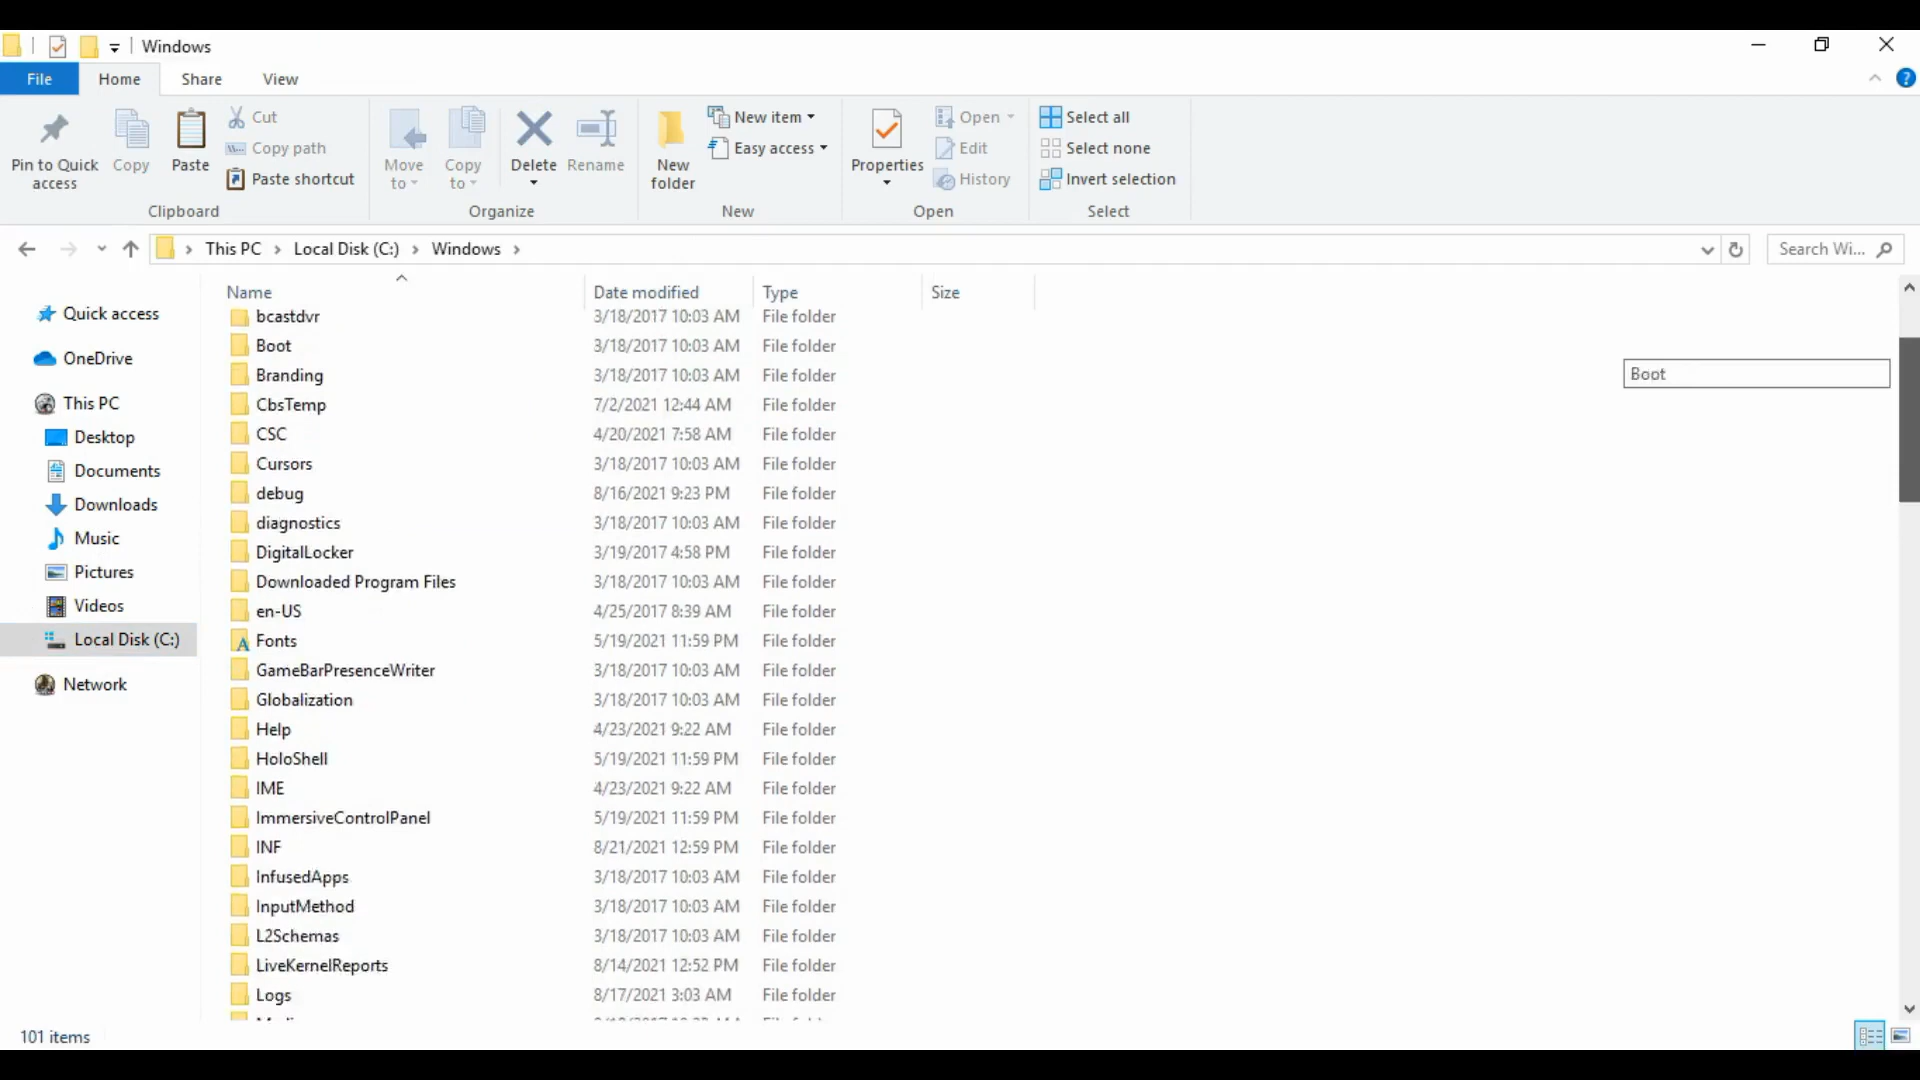 Windows
File Home Share View
Pin to Quick access
Copy
Paste
Cut
Copy path
Paste shortcut
Clipboard
Move to
Copy to
Delete
Rename
Organize
New folder
New item
Easy access
New
Properties
Open
Edit
History
Open
Select all
Select none
Invert selection
Select
This PC Local Disk (C:) Windows
Search Wi...
Quick access
OneDrive
This PC
Desktop
Documents
Downloads
Music
Pictures
Videos
Local Disk (C:)
Network
Name Date modified Type Size
bcastdvr 3/18/2017 10:03 AM File folder
Boot 3/18/2017 10:03 AM File folder
Branding 3/18/2017 10:03 AM File folder
CbsTemp 7/2/2021 12:44 AM File folder
CSC 4/20/2021 7:58 AM File folder
Cursors 3/18/2017 10:03 AM File folder
debug 8/16/2021 9:23 PM File folder
diagnostics 3/18/2017 10:03 AM File folder
DigitalLocker 3/19/2017 4:58 PM File folder
Downloaded Program Files 3/18/2017 10:03 AM File folder
en-US 4/25/2017 8:39 AM File folder
Fonts 5/19/2021 11:59 PM File folder
GameBarPresenceWriter 3/18/2017 10:03 AM File folder
Globalization 3/18/2017 10:03 AM File folder
Help 4/23/2021 9:22 AM File folder
HoloShell 5/19/2021 11:59 PM File folder
IME 4/23/2021 9:22 AM File folder
ImmersiveControlPanel 5/19/2021 11:59 PM File folder
INF 8/21/2021 12:59 PM File folder
InfusedApps 3/18/2017 10:03 AM File folder
InputMethod 3/18/2017 10:03 AM File folder
L2Schemas 3/18/2017 10:03 AM File folder
LiveKernelReports 8/14/2021 12:52 PM File folder
Logs 8/17/2021 3:03 AM File folder
Boot
101 items